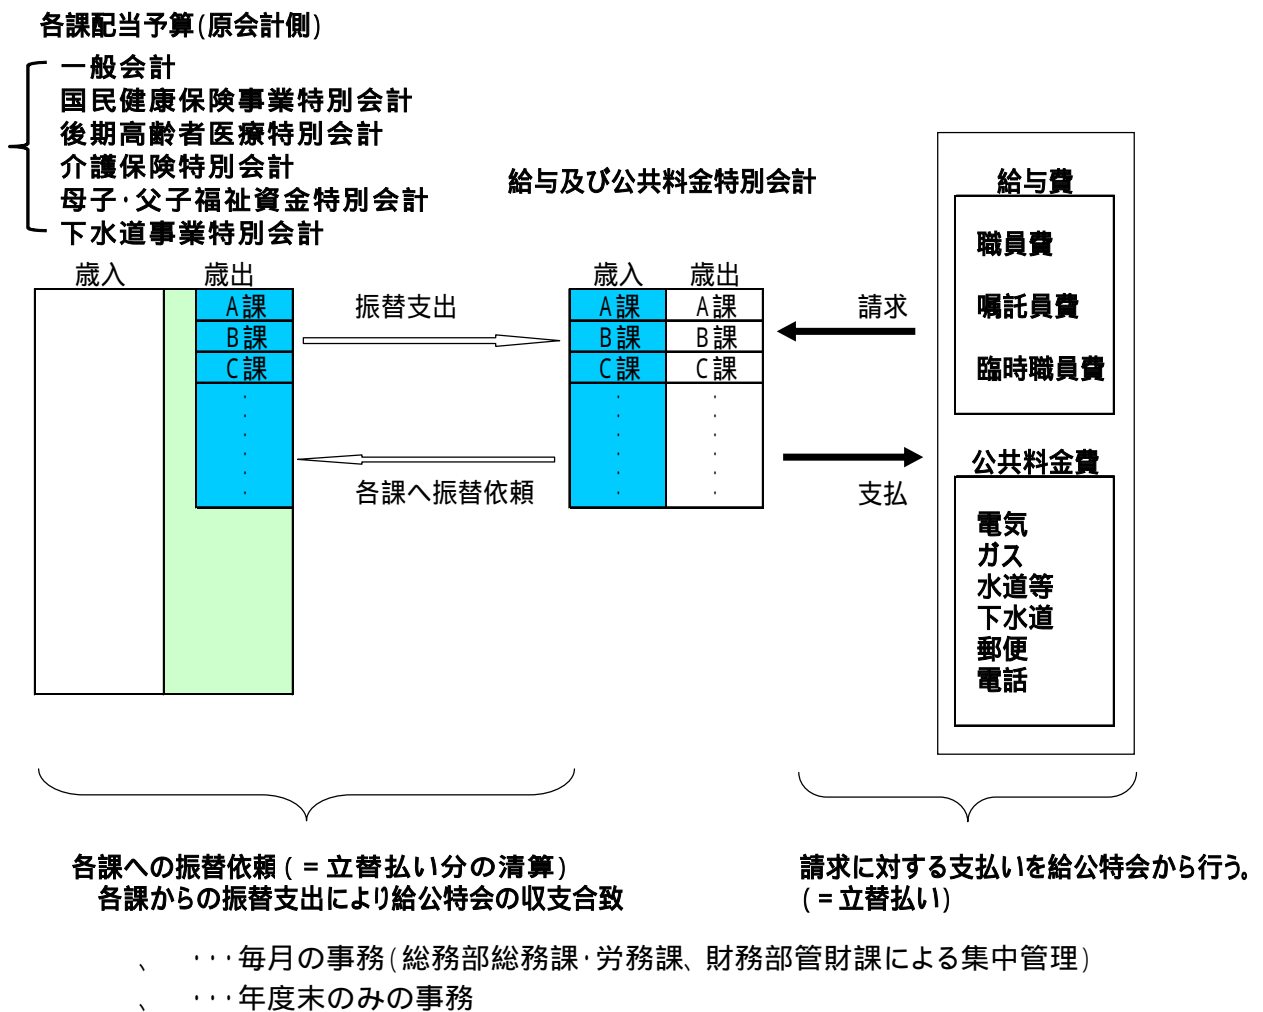 各課配当予算(原会計側)
一般会計
国民健康保険事業特別会計
後期高齢者医療特別会計
介護保険特別会計
母子・父子福祉資金特別会計
下水道事業特別会計
歳入 歳出
A課
B課
C課
・
・
・
・
・
・
振替支出
各課へ振替依頼
給与及び公共料金特別会計
歳入 歳出
A課 A課
B課 B課
C課 C課
・ ・
・ ・
・ ・
・ ・
・ ・
・ ・
請求
支払
給与費
職員費
嘱託員費
臨時職員費
公共料金費
電気
ガス
水道等
下水道
郵便
電話
各課への振替依頼(=立替払い分の清算)
各課からの振替支出により給公特会の収支合致
請求に対する支払いを給公特会から行う。
(=立替払い)
、 ・・・毎月の事務(総務部総務課・労務課、財務部管財課による集中管理)
、 ・・・年度末のみの事務